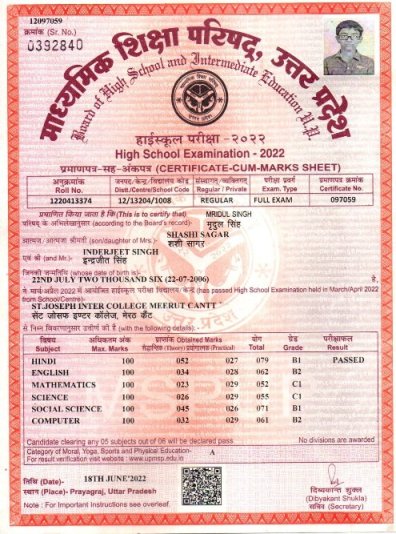 12097059
क्रमांक (Sr. No.)
0392840
माध्यमिक शिक्षा परिषद, उत्तर प्रदेश
Board of High School and Intermediate Education, U.P.
हाईस्कूल परीक्षा - २०२२
High School Examination - 2022
प्रमाणपत्र-सह-अंकपत्र (CERTIFICATE-CUM-MARKS SHEET)
अनुक्रमांक जनपद/केन्द्र/विद्यालय कोड संस्थागत/व्यक्तिगत परीक्षा प्रवर्ग प्रमाणपत्र क्रमांक
Roll No. Distt/Centre/School Code Regular / Private Exam. Type Certificate No.
1220413374 12/13204/1008 REGULAR FULL EXAM 097059
प्रमाणित किया जाता है कि (This is to certify that) MRIDUL SINGH
परिषद के अभिलेखानुसार (according to the Board's record)- मृदुल सिंह
SHASHI SAGAR
आत्मज/आत्मजा श्रीमती (son/daughter of Mrs.) शशी सागर
INDERJEET SINGH
एवं श्री (and Mr.) इन्द्रजीत सिंह
जिनकी जन्मतिथि (whose date of birth is)-
22ND JULY TWO THOUSAND SIX (22-07-2006) है,
ने मार्च/अप्रैल 2022 में आयोजित हाईस्कूल परीक्षा विद्यालय/ केन्द्र (has passed High School Examination held in March/April 2022
from School/Centre)-
ST.JOSEPH INTER COLLEGE MEERUT CANTT
सेंट जोसफ इण्टर कॉलेज, मेरठ कैंट
से निम्न विवरणानुसार उत्तीर्ण की है (with the following details):-
विषय अधिकतम अंक प्राप्तांक Obtained Marks योग ग्रेड परीक्षाफल
Subject Max. Marks सैद्धान्तिक (Theory) प्रयोगात्मक (Practical) Total Grade Result
HINDI 100 052 027 079 B1 PASSED
ENGLISH 100 034 028 062 B2
MATHEMATICS 100 023 029 052 C1
SCIENCE 100 026 029 055 C1
SOCIAL SCIENCE 100 045 026 071 B1
COMPUTER 100 032 029 061 B2
Candidate clearing any 05 subjects out of 06 will be declared pass No divisions are awarded
Category of Moral, Yoga, Sports and Physical Education- A
For result verification visit website : www.upmsp.edu.in
तिथि (Date)- 18TH JUNE'2022
स्थान (Place)- Prayagraj, Uttar Pradesh
Note : For Important Instructions see overleaf.
दिव्यकान्त शुक्ल
(Dibyakant Shukla)
सचिव (Secretary)